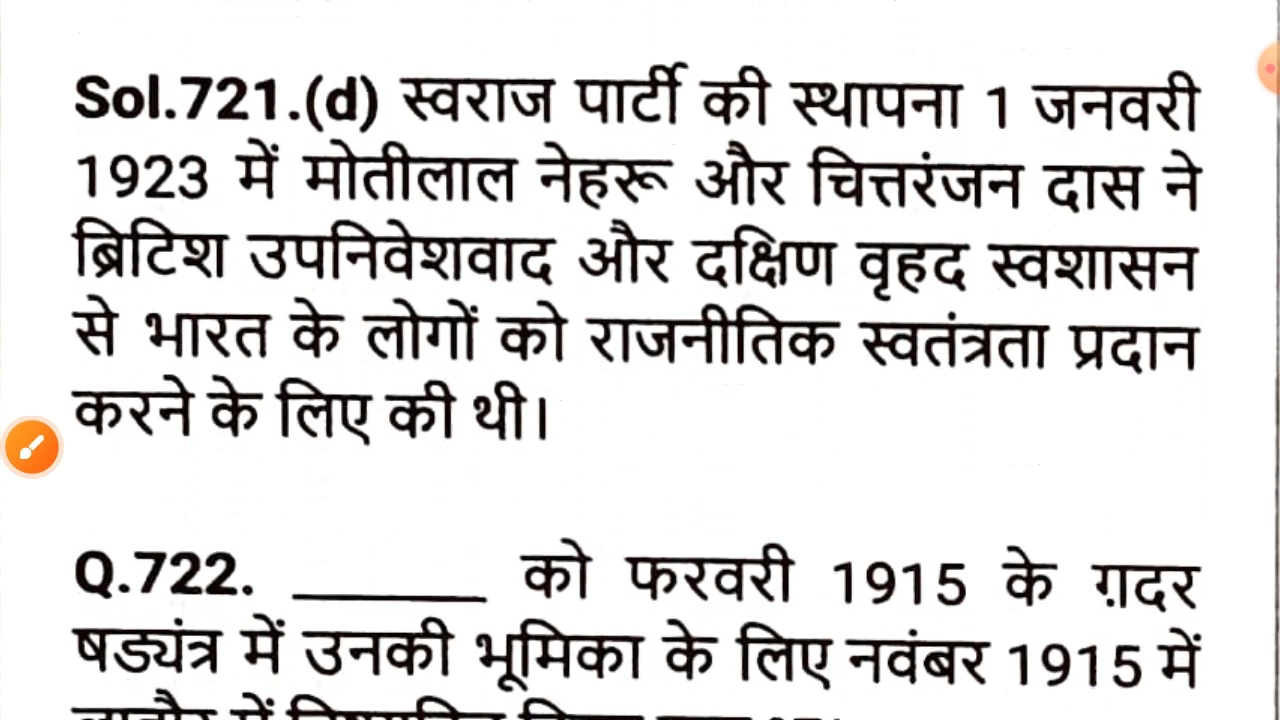 Sol.721.(d) स्वराज पार्टी की स्थापना 1 जनवरी
1923 में मोतीलाल नेहरू और चित्तरंजन दास ने
ब्रिटिश उपनिवेशवाद और दक्षिण वृहद स्वशासन
से भारत के लोगों को राजनीतिक स्वतंत्रता प्रदान
करने के लिए की थी।
Q.722. ______ को फरवरी 1915 के ग़दर
षड्यंत्र में उनकी भूमिका के लिए नवंबर 1915 में